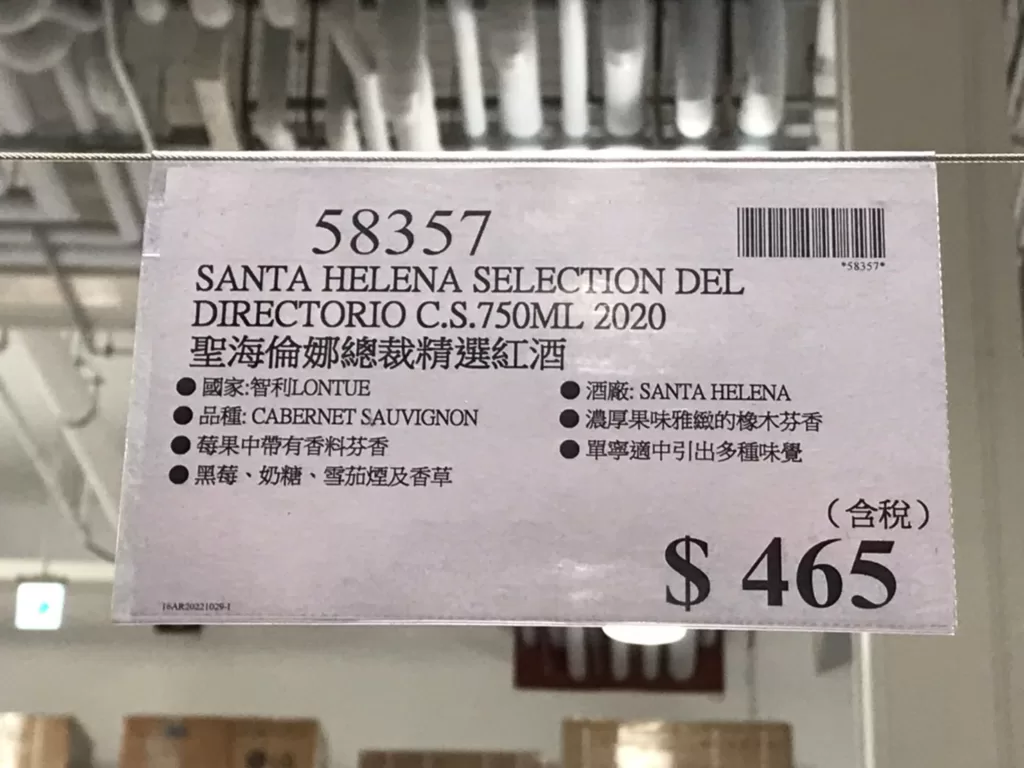 58357
*58357*
SANTA HELENA SELECTION DEL
DIRECTORIO C.S.750ML 2020
聖海倫娜總裁精選紅酒
● 國家:智利LONTUE
● 品種: CABERNET SAUVIGNON
● 莓果中帶有香料芬香
● 黑莓、奶糖、雪茄煙及香草
● 酒廠: SANTA HELENA
● 濃厚果味雅緻的橡木芬香
● 單寧適中引出多種味覺
（含稅）
$ 465
16AR20221029-1